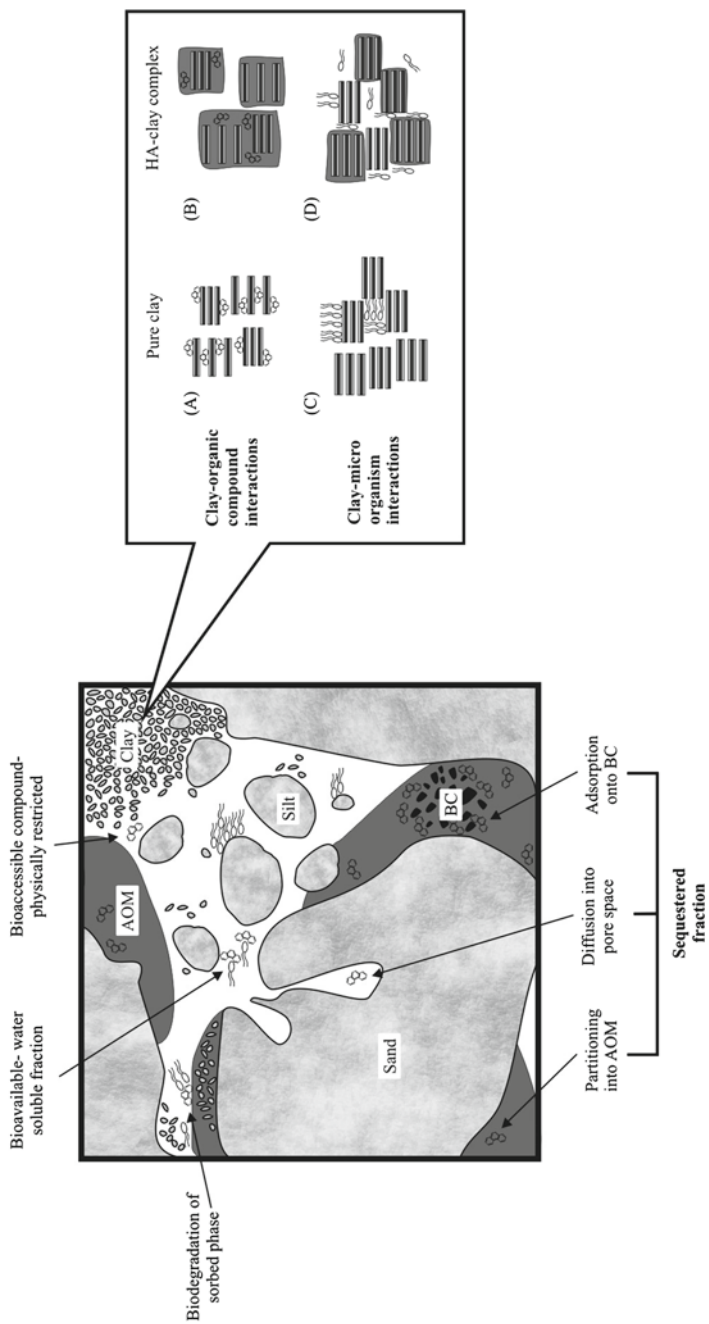 Bioavailable- water
soluble fraction
Bioaccessible compound-
physically restricted
Biodegradation of
sorbed phase
AOM
Clay
Silt
Sand
BC
Partitioning
into AOM
Diffusion into
pore space
Adsorption
onto BC
Sequestered
fraction
Pure clay
HA-clay complex
Clay-organic
compound
interactions
(A)
(B)
Clay-micro
organism
interactions
(C)
(D)